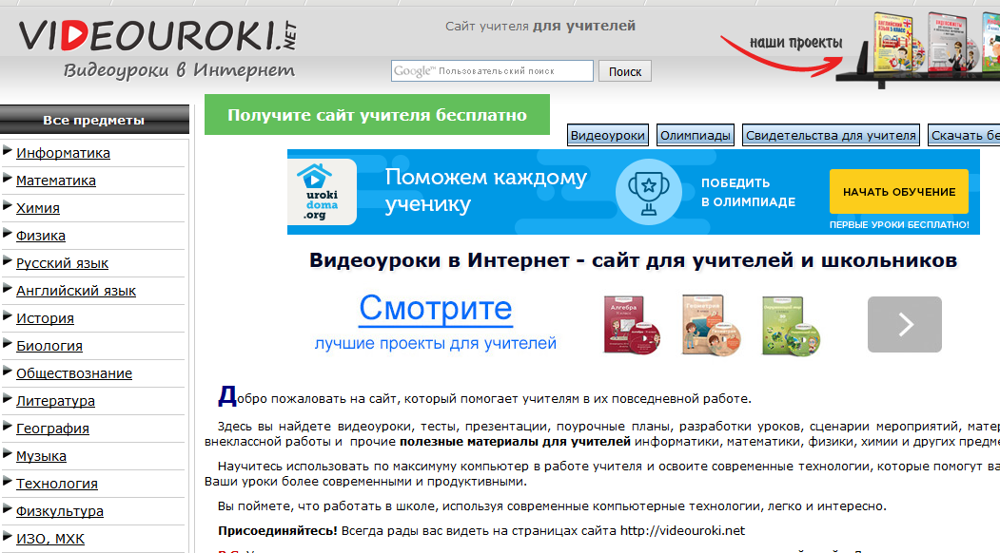 VIDEOUROKI.NET
Видеоуроки в Интернет
Сайт учителя для учителей
Google™ Пользовательский поиск
Поиск
наши проекты
Все предметы
Информатика
Математика
Химия
Физика
Русский язык
Английский язык
История
Биология
Обществознание
Литература
География
Музыка
Технология
Физкультура
ИЗО, МХК
Получите сайт учителя бесплатно
Видеоуроки
Олимпиады
Свидетельства для учителя
Скачать бе
uroki
doma
.org
Поможем каждому
ученику
ПОБЕДИТЬ
В ОЛИМПИАДЕ
НАЧАТЬ ОБУЧЕНИЕ
ПЕРВЫЕ УРОКИ БЕСПЛАТНО!
Видеоуроки в Интернет - сайт для учителей и школьников
Смотрите
лучшие проекты для учителей
Алгебра
Геометрия
Добро пожаловать на сайт, который помогает учителям в их повседневной работе.
Здесь вы найдете видеоуроки, тесты, презентации, поурочные планы, разработки уроков, сценарии мероприятий, матер
внеклассной работы и прочие полезные материалы для учителей информатики, математики, физики, химии и других предме
Научитесь использовать по максимуму компьютер в работе учителя и освоите современные технологии, которые помогут ва
Ваши уроки более современными и продуктивными.
Вы поймете, что работать в школе, используя современные компьютерные технологии, легко и интересно.
Присоединяйтесь! Всегда рады вас видеть на страницах сайта http://videouroki.net